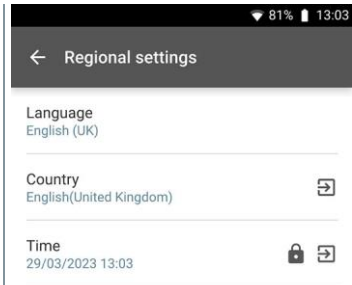 81% 13:03
Regional settings
Language
English (UK)
Country
English(United Kingdom)
Time
29/03/2023 13:03